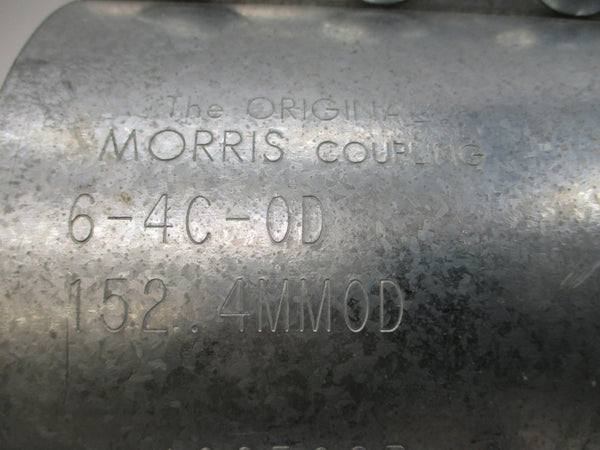 The ORIGINAL
MORRIS COUPLING
6-4C-OD
152.4MMOD